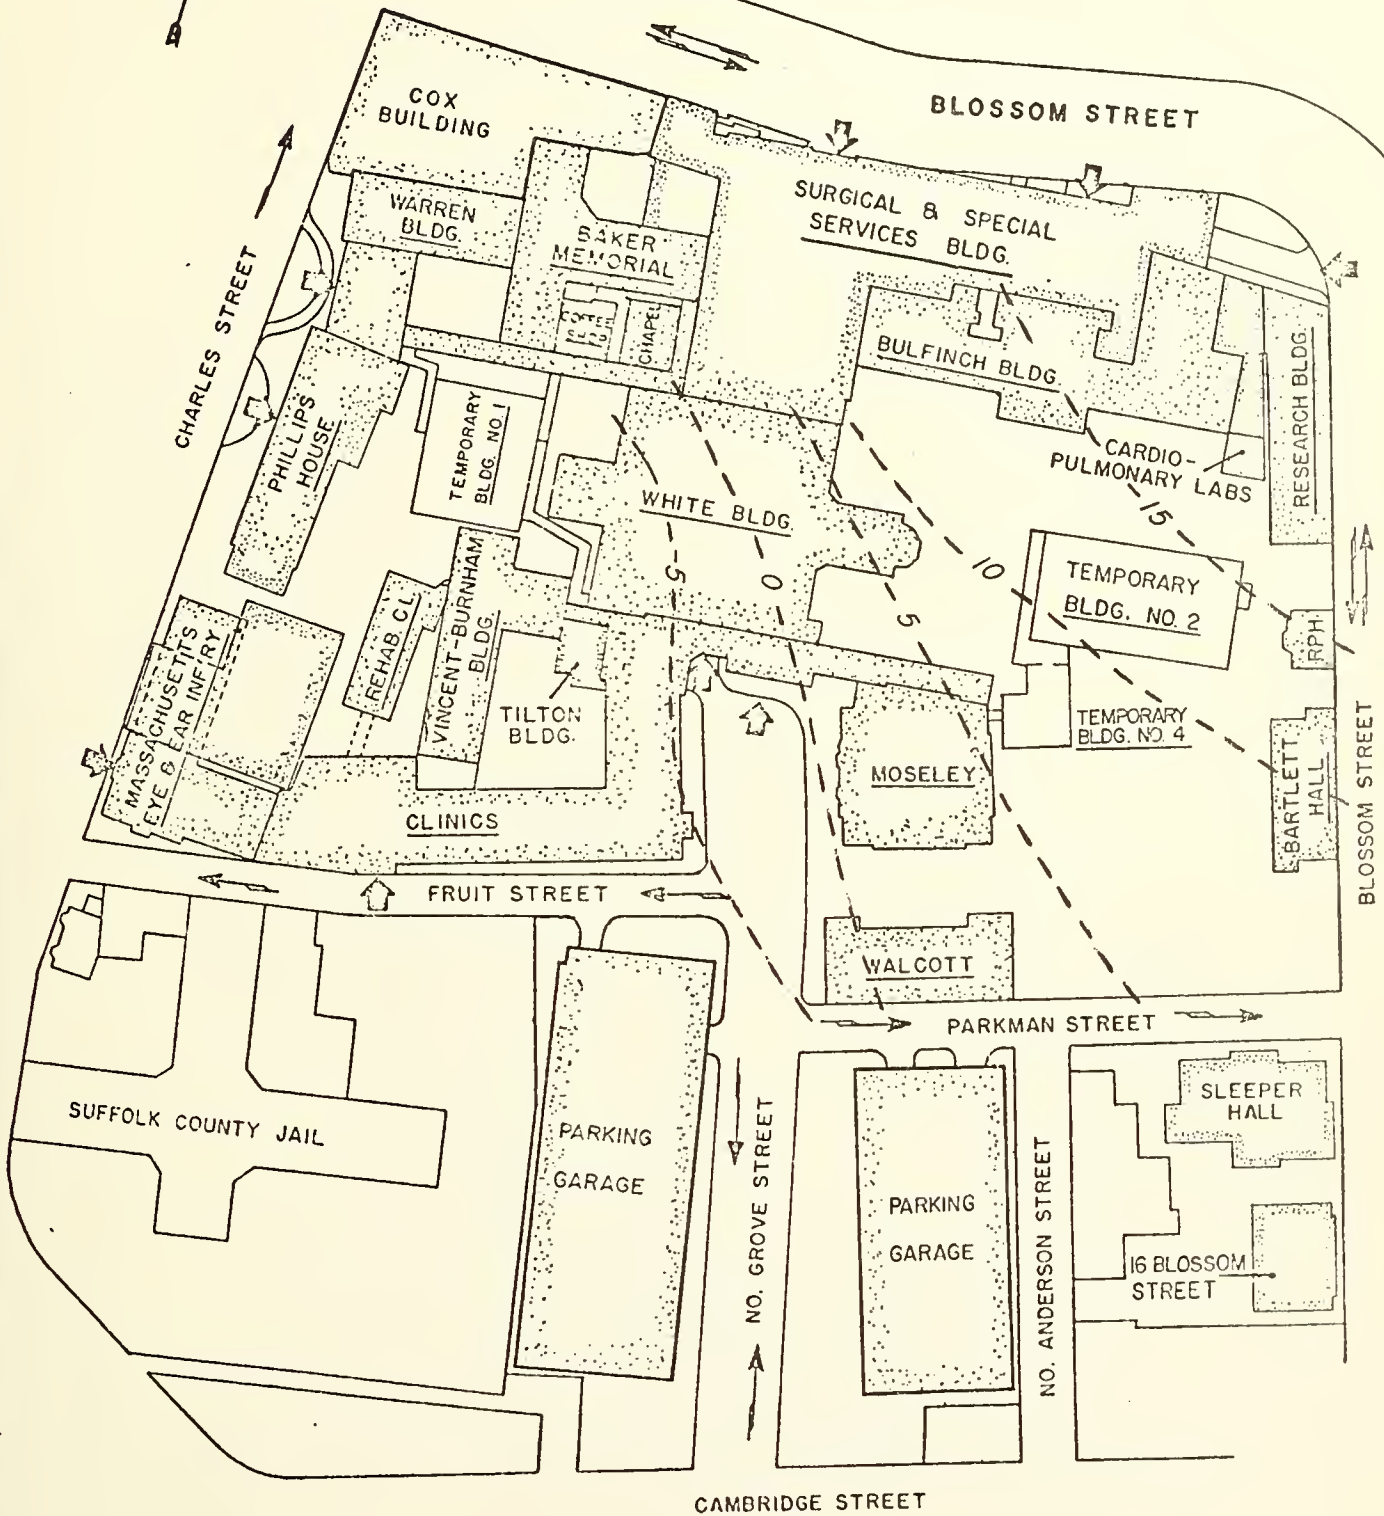 BLOSSOM STREET
COX
BUILDING
WARREN
BLDG.
BAKER
MEMORIAL
SURGICAL & SPECIAL
SERVICES BLDG.
COFFEE
SHOP
CHAPEL
BULFINCH BLDG.
RESEARCH BLDG.
CHARLES STREET
PHILLIPS
HOUSE
TEMPORARY
BLDG. NO. 1
CARDIO-
PULMONARY LABS
WHITE BLDG.
-5
0
5
10
15
TEMPORARY
BLDG. NO. 2
RPH.
MASSACHUSETTS
EYE & EAR INF'RY
REHAB. CL.
VINCENT-BURNHAM
BLDG.
TILTON
BLDG.
TEMPORARY
BLDG. NO. 4
MOSELEY
BARTLETT
HALL
BLOSSOM STREET
CLINICS
FRUIT STREET
WALCOTT
PARKMAN STREET
SUFFOLK COUNTY JAIL
PARKING
GARAGE
NO. GROVE STREET
PARKING
GARAGE
NO. ANDERSON STREET
SLEEPER
HALL
16 BLOSSOM
STREET
CAMBRIDGE STREET